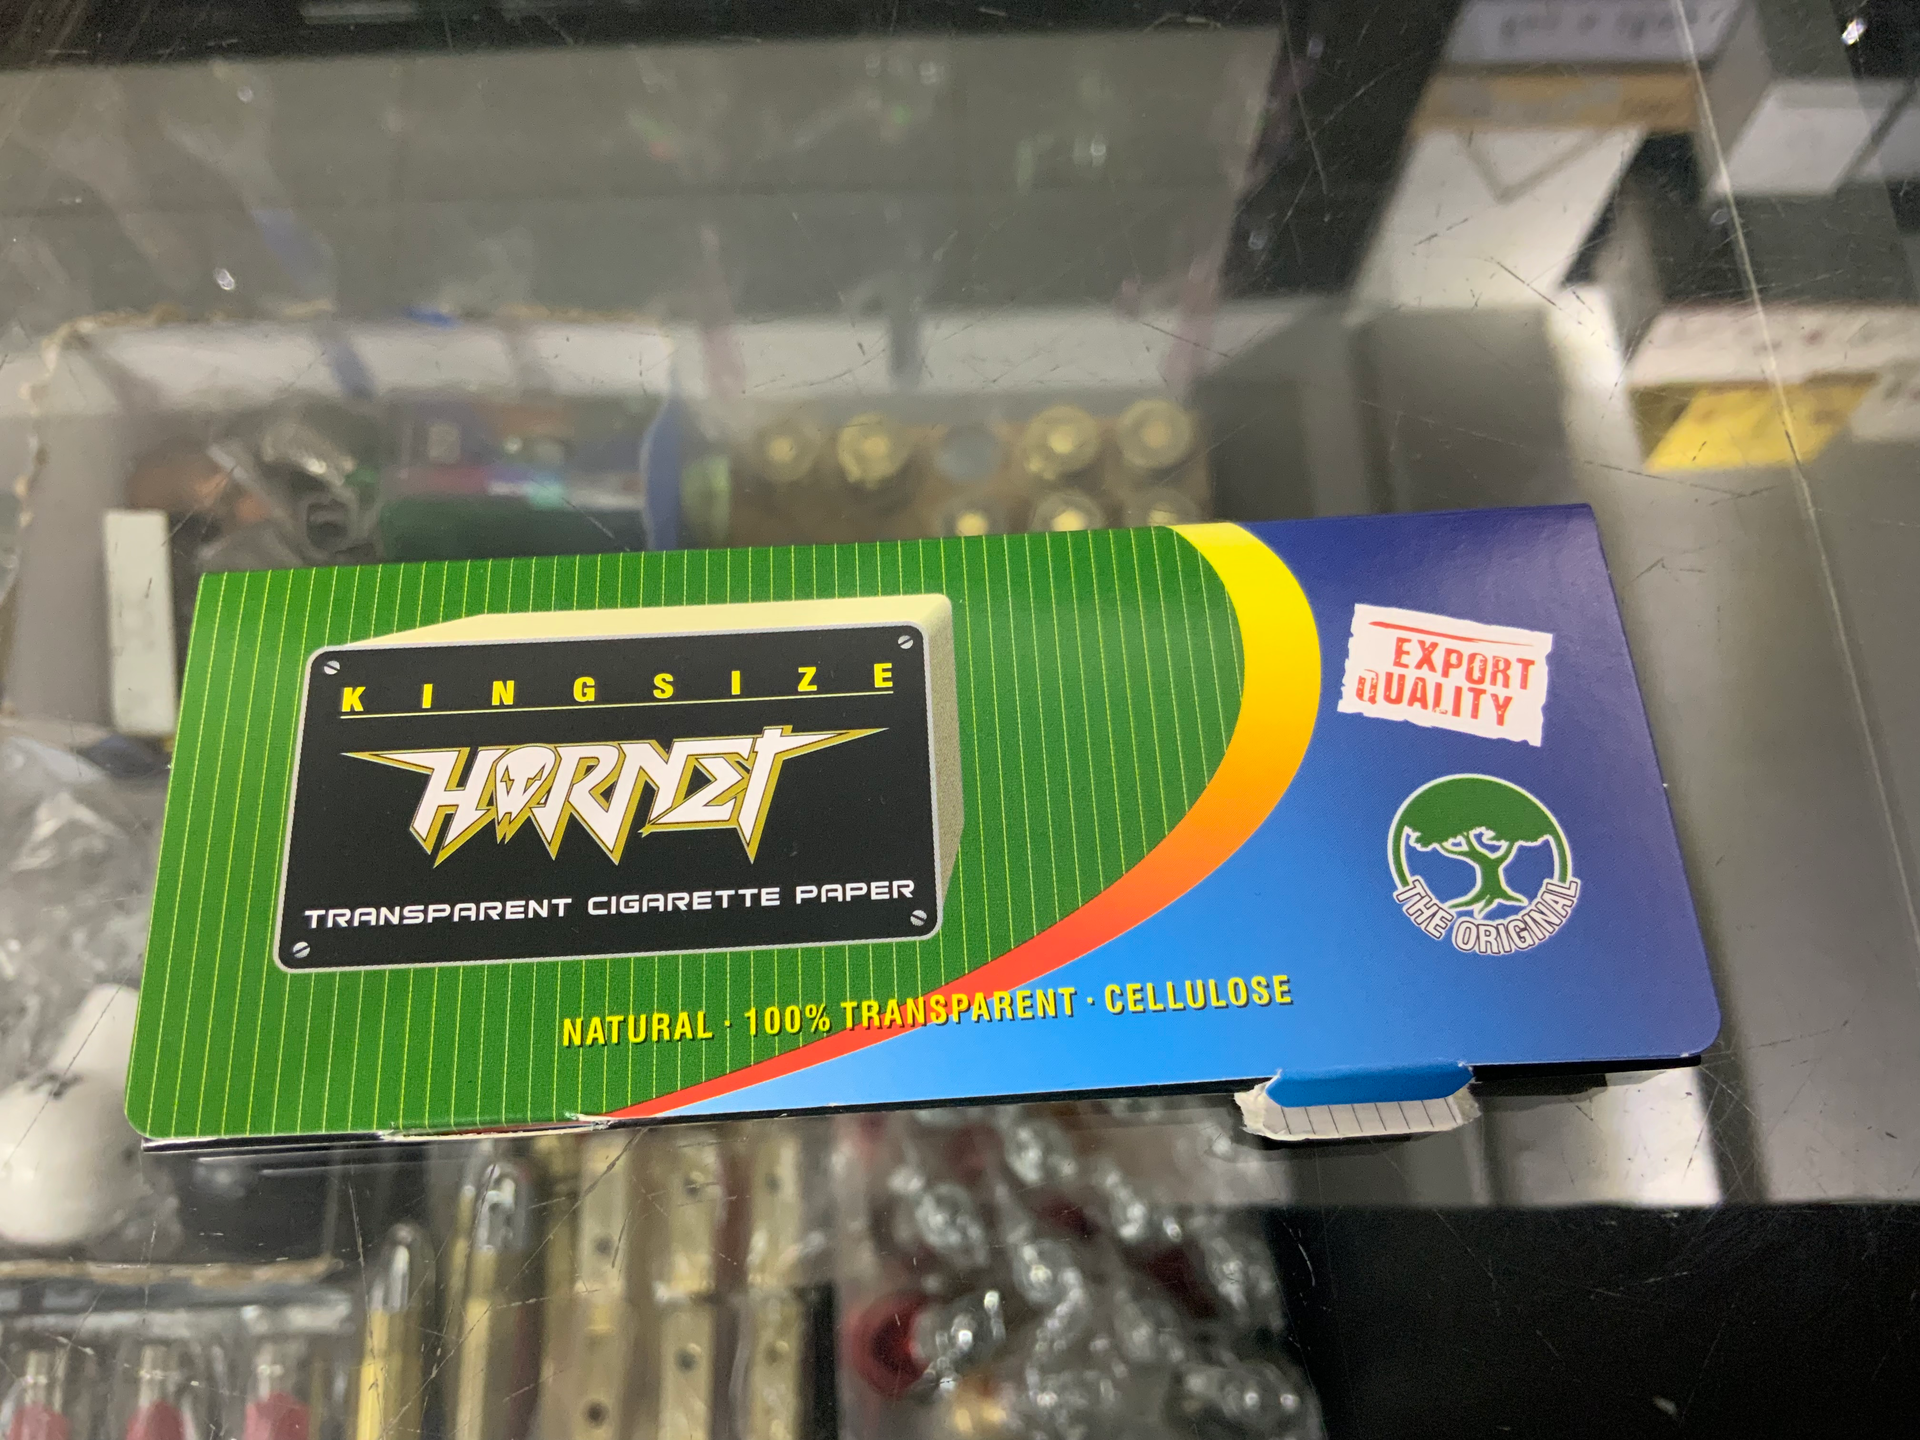 KINGSIZE
HORNET
TRANSPARENT CIGARETTE PAPER
NATURAL · 100% TRANSPARENT · CELLULOSE
EXPORT
QUALITY
THE ORIGINAL